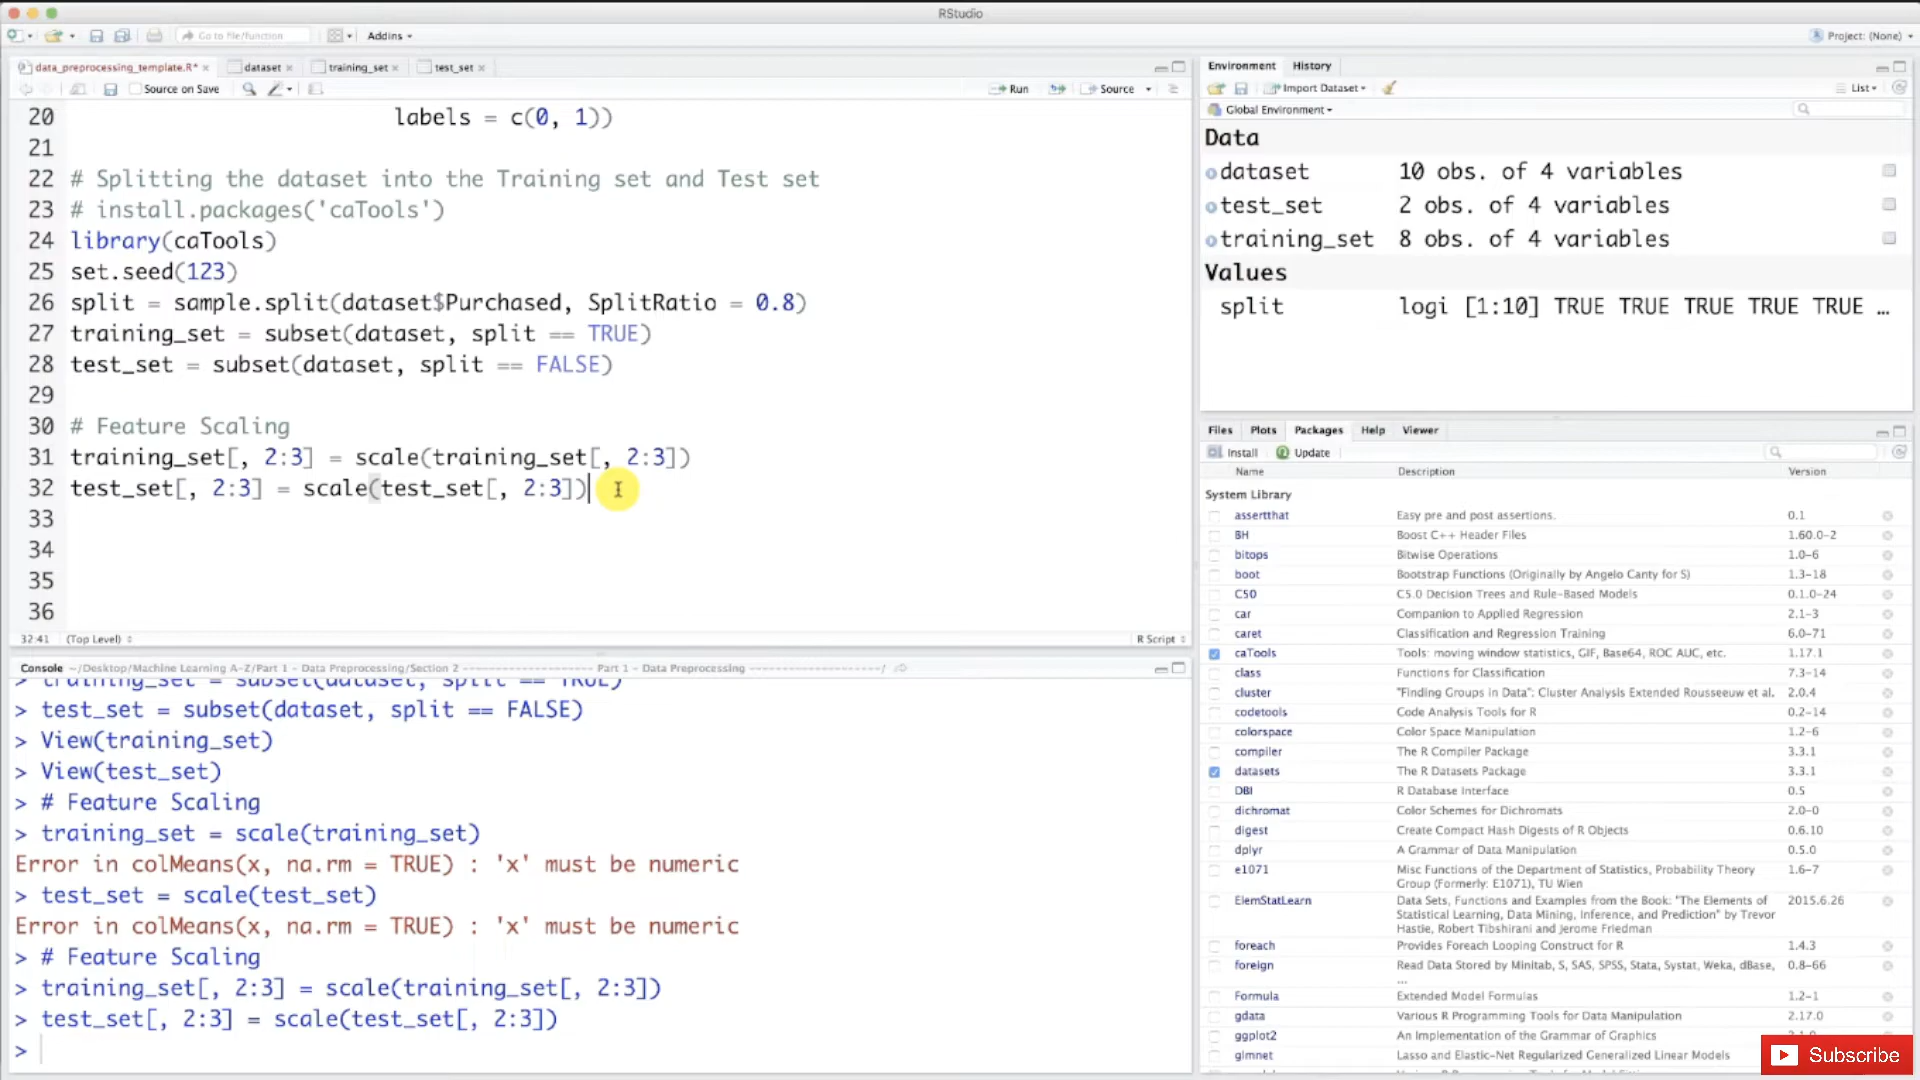 RStudio
Go to file/function
Addins
Project: (None)
data_preprocessing_template.R*
dataset
training_set
test_set
Source on Save
Run
Source
20 labels = c(0, 1))
21
22 # Splitting the dataset into the Training set and Test set
23 # install.packages('caTools')
24 library(caTools)
25 set.seed(123)
26 split = sample.split(dataset$Purchased, SplitRatio = 0.8)
27 training_set = subset(dataset, split == TRUE)
28 test_set = subset(dataset, split == FALSE)
29
30 # Feature Scaling
31 training_set[, 2:3] = scale(training_set[, 2:3])
32 test_set[, 2:3] = scale(test_set[, 2:3])
33
34
35
36
32:41 (Top Level)
R Script
Console ~/Desktop/Machine Learning A-Z/Part 1 - Data Preprocessing/Section 2 -------------------- Part 1 - Data Preprocessing --------------------/
> training_set = subset(dataset, split == TRUE)
> test_set = subset(dataset, split == FALSE)
> View(training_set)
> View(test_set)
> # Feature Scaling
> training_set = scale(training_set)
Error in colMeans(x, na.rm = TRUE) : 'x' must be numeric
> test_set = scale(test_set)
Error in colMeans(x, na.rm = TRUE) : 'x' must be numeric
> # Feature Scaling
> training_set[, 2:3] = scale(training_set[, 2:3])
> test_set[, 2:3] = scale(test_set[, 2:3])
>
Environment History
Import Dataset
List
Global Environment
Data
dataset 10 obs. of 4 variables
test_set 2 obs. of 4 variables
training_set 8 obs. of 4 variables
Values
split logi [1:10] TRUE TRUE TRUE TRUE TRUE …
Files Plots Packages Help Viewer
Install Update
Name Description Version
System Library
assertthat Easy pre and post assertions. 0.1
BH Boost C++ Header Files 1.60.0-2
bitops Bitwise Operations 1.0-6
boot Bootstrap Functions (Originally by Angelo Canty for S) 1.3-18
C50 C5.0 Decision Trees and Rule-Based Models 0.1.0-24
car Companion to Applied Regression 2.1-3
caret Classification and Regression Training 6.0-71
caTools Tools: moving window statistics, GIF, Base64, ROC AUC, etc. 1.17.1
class Functions for Classification 7.3-14
cluster "Finding Groups in Data": Cluster Analysis Extended Rousseeuw et al. 2.0.4
codetools Code Analysis Tools for R 0.2-14
colorspace Color Space Manipulation 1.2-6
compiler The R Compiler Package 3.3.1
datasets The R Datasets Package 3.3.1
DBI R Database Interface 0.5
dichromat Color Schemes for Dichromats 2.0-0
digest Create Compact Hash Digests of R Objects 0.6.10
dplyr A Grammar of Data Manipulation 0.5.0
e1071 Misc Functions of the Department of Statistics, Probability Theory 1.6-7
Group (Formerly: E1071), TU Wien
ElemStatLearn Data Sets, Functions and Examples from the Book: "The Elements of 2015.6.26
Statistical Learning, Data Mining, Inference, and Prediction" by Trevor
Hastie, Robert Tibshirani and Jerome Friedman
foreach Provides Foreach Looping Construct for R 1.4.3
foreign Read Data Stored by Minitab, S, SAS, SPSS, Stata, Systat, Weka, dBase, 0.8-66
...
Formula Extended Model Formulas 1.2-1
gdata Various R Programming Tools for Data Manipulation 2.17.0
ggplot2 An Implementation of the Grammar of Graphics
glmnet Lasso and Elastic-Net Regularized Generalized Linear Models
Subscribe